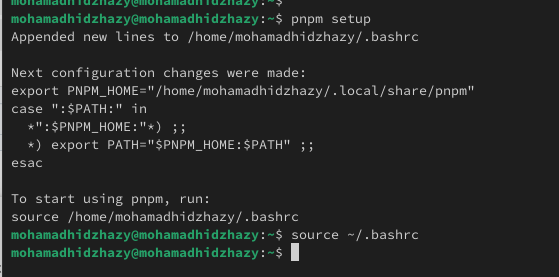 mohamadhidzhazy@mohamadhidzhazy:~$
mohamadhidzhazy@mohamadhidzhazy:~$ pnpm setup
Appended new lines to /home/mohamadhidzhazy/.bashrc

Next configuration changes were made:
export PNPM_HOME="/home/mohamadhidzhazy/.local/share/pnpm"
case ":$PATH:" in
  *":$PNPM_HOME:"*) ;;
  *) export PATH="$PNPM_HOME:$PATH" ;;
esac

To start using pnpm, run:
source /home/mohamadhidzhazy/.bashrc
mohamadhidzhazy@mohamadhidzhazy:~$ source ~/.bashrc
mohamadhidzhazy@mohamadhidzhazy:~$